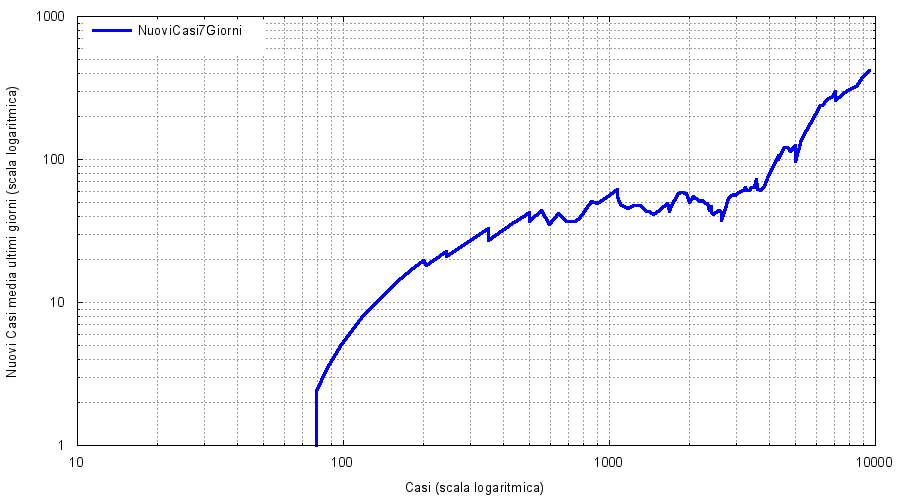 1000
NuoviCasi7Giorni
100
10
1
Nuovi Casi media ultimi giorni (scala logaritmica)
10 100 1000 10000
Casi (scala logaritmica)